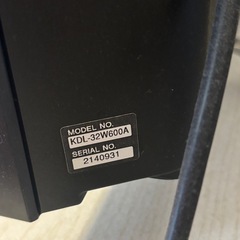 MODEL NO.
KDL-32W600A
SERIAL NO.
2140931